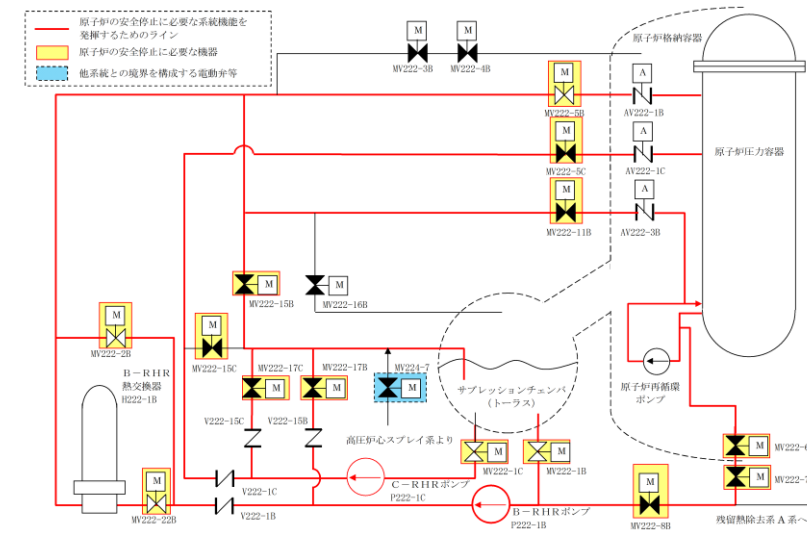 原子炉の安全停止に必要な系統機能を
発揮するためのライン
原子炉の安全停止に必要な機器
他系統との境界を構成する電動弁等
M
M
MV222-3B
MV222-4B
原子炉格納容器
M
A
MV222-5B
AV222-1B
M
A
原子炉圧力容器
MV222-5C
AV222-1C
M
A
MV222-11B
AV222-3B
M
M
MV222-15B
MV222-16B
M
M
MV222-2B
MV222-15C
MV222-17C
MV222-17B
MV224-7
B-RHR
熱交換器
H222-1B
M
M
M
サプレッションチェンバ
(トーラス)
原子炉再循環
ポンプ
V222-15C
V222-15B
高圧炉心スプレイ系より
M
M
M
MV222-6
MV222-1C
MV222-1B
M
M
M
MV222-7
V222-1C
C-RHRポンプ
P222-1C
MV222-22B
V222-1B
B-RHRポンプ
P222-1B
MV222-8B
残留熱除去系A系へ